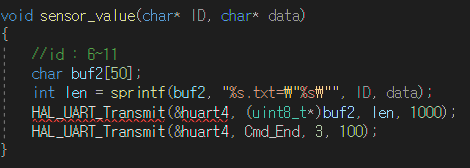 void sensor_value(char* ID, char* data)
{
//id : 6~11
char buf2[50];
int len = sprintf(buf2, "%s.txt=₩"%s₩"", ID, data);
HAL_UART_Transmit(&huart4, (uint8_t*)buf2, len, 1000);
HAL_UART_Transmit(&huart4, Cmd_End, 3, 100);
}